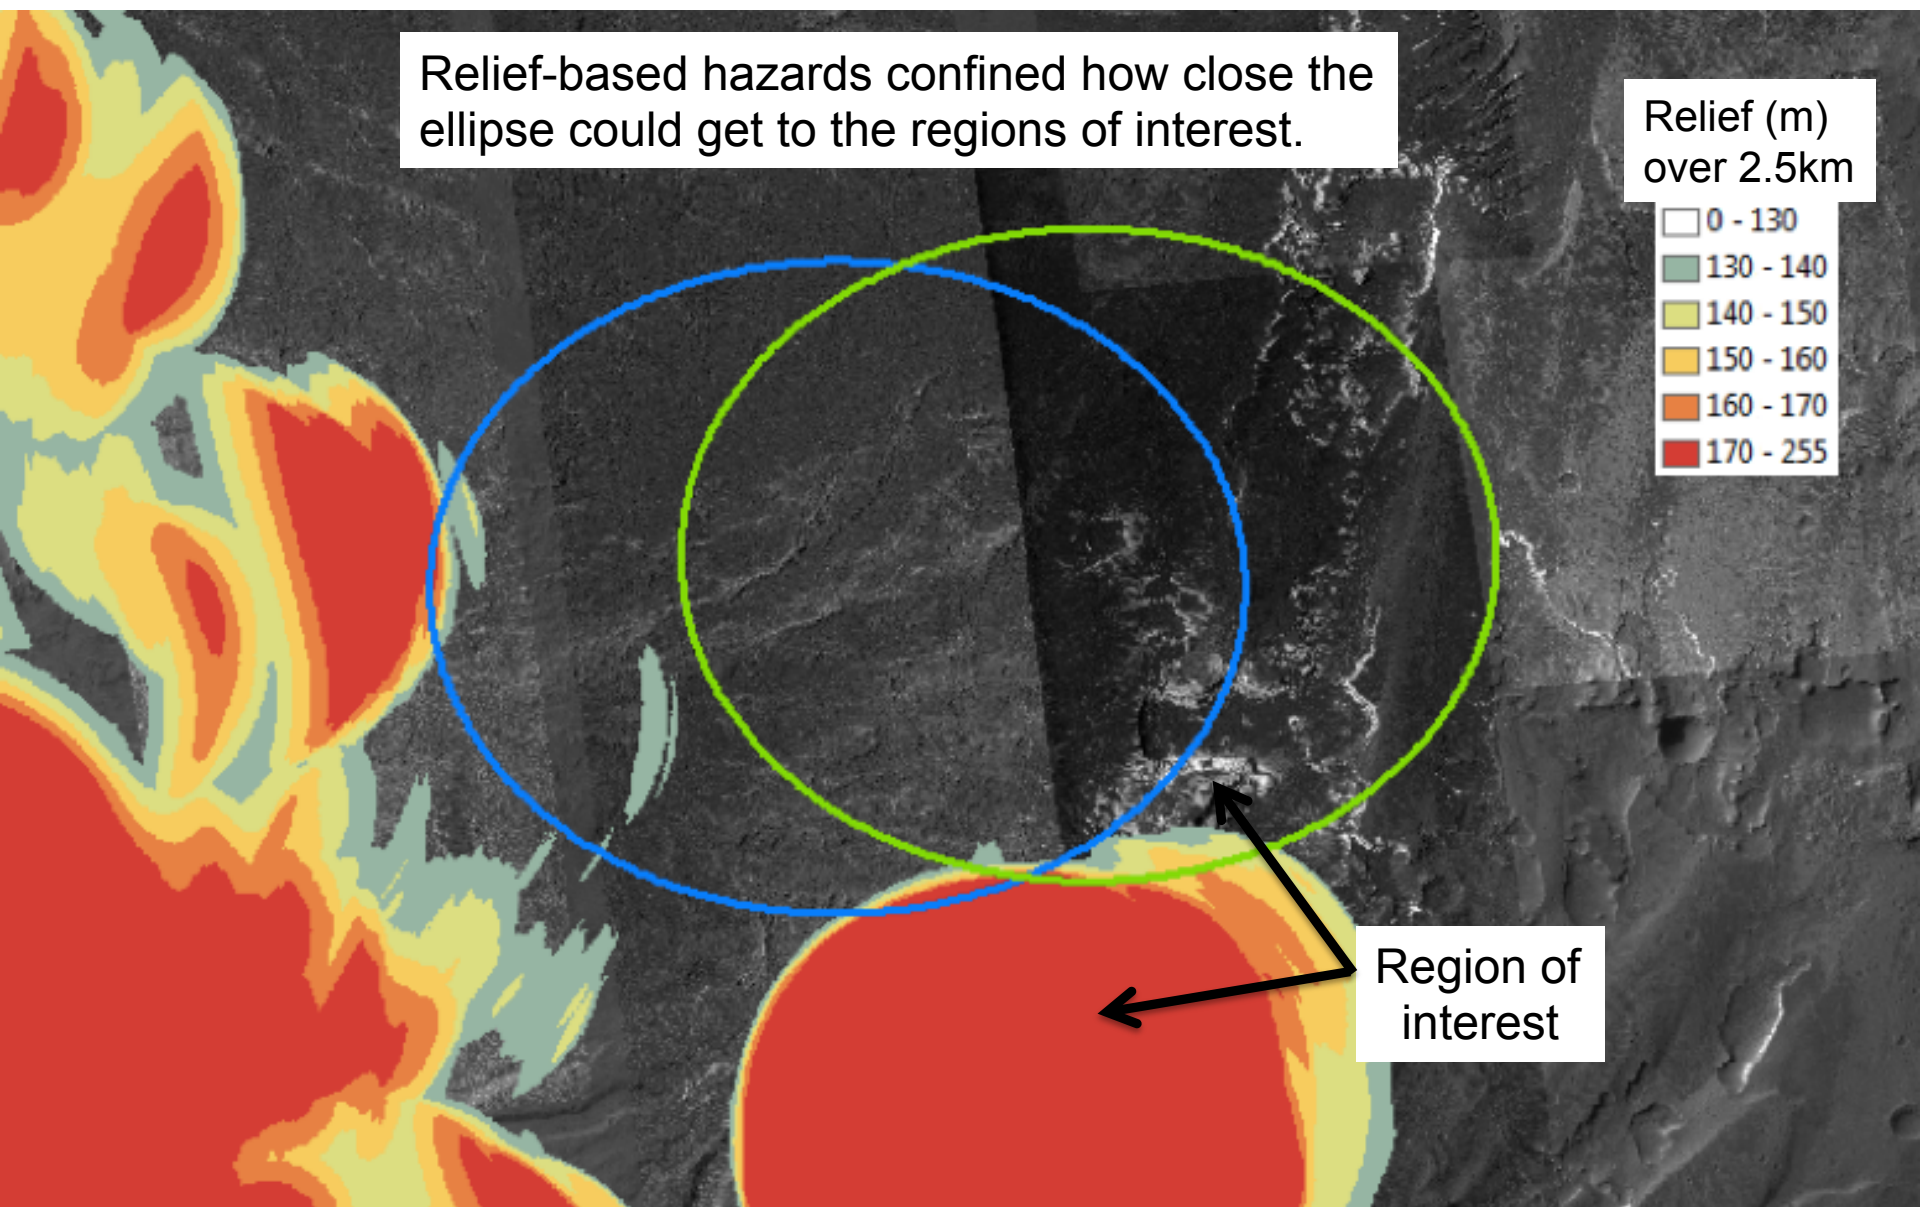 Relief-based hazards confined how close the
ellipse could get to the regions of interest.
Relief (m)
over 2.5km
0 - 130
130 - 140
140 - 150
150 - 160
160 - 170
170 - 255
Region of
interest